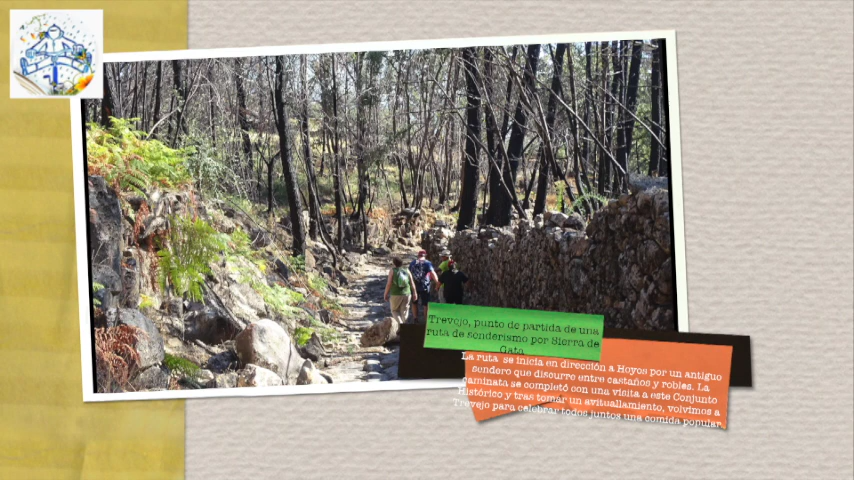 Trevejo, punto de partida de una
ruta de senderismo por Sierra de
Gata
La ruta se inicia en dirección a Hoyos por un antiguo
sendero que discurre entre castaños y robles. La
caminata se completó con una visita a este Conjunto
Histórico y tras tomar un avituallamiento, volvimos a
Trevejo para celebrar todos juntos una comida popular.